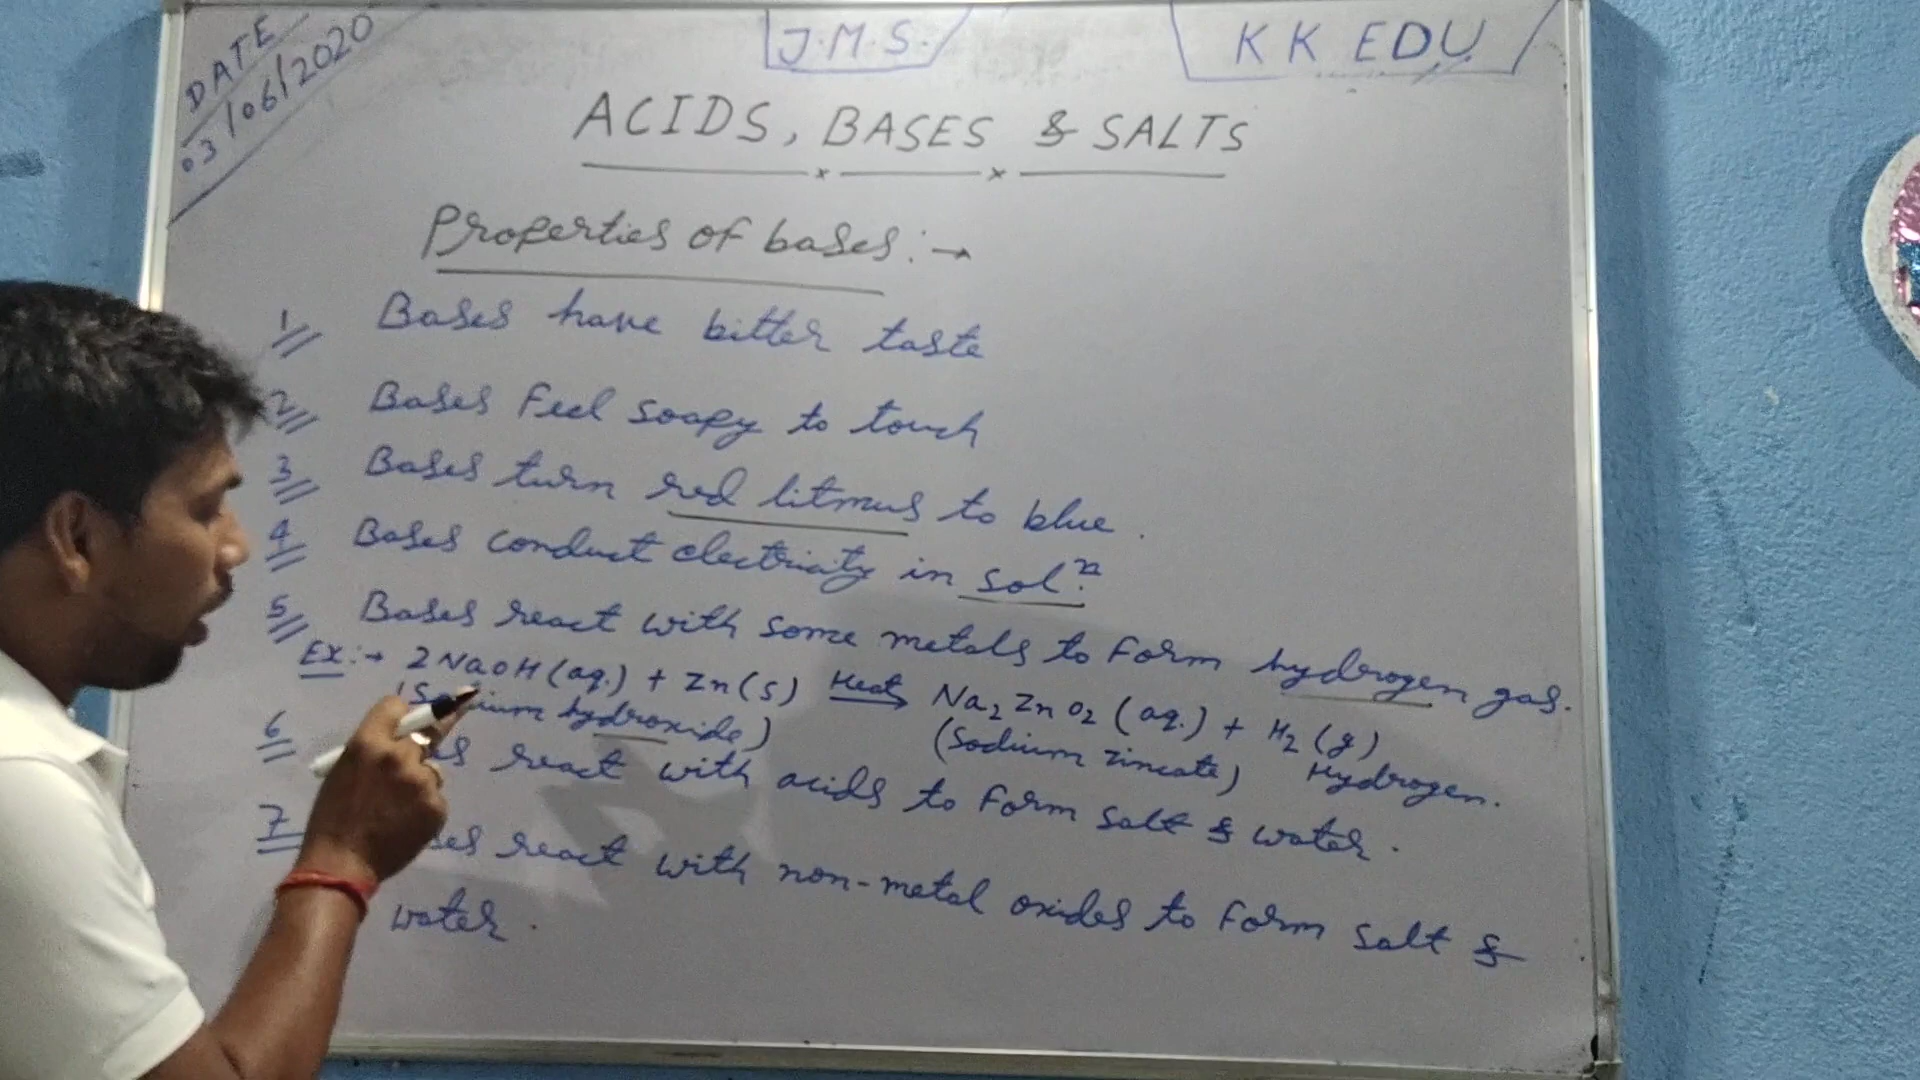 DATE
03/06/2020
J.M.S.
KK EDU
ACIDS, BASES & SALTS
Properties of bases:→
1 Bases have bitter taste
2 Bases feel soapy to touch
3 Bases turn red litmus to blue.
4 Bases conduct electricity in solⁿ.
5 Bases react with some metals to form hydrogen gas.
Ex:→ 2NaOH(aq.) + Zn(s) Heat→ Na₂ZnO₂(aq.) + H₂(g)
(Sodium hydroxide) (Sodium zincate) Hydrogen.
6 react with acids to form salt & water.
7 react with non-metal oxides to form salt &
water.